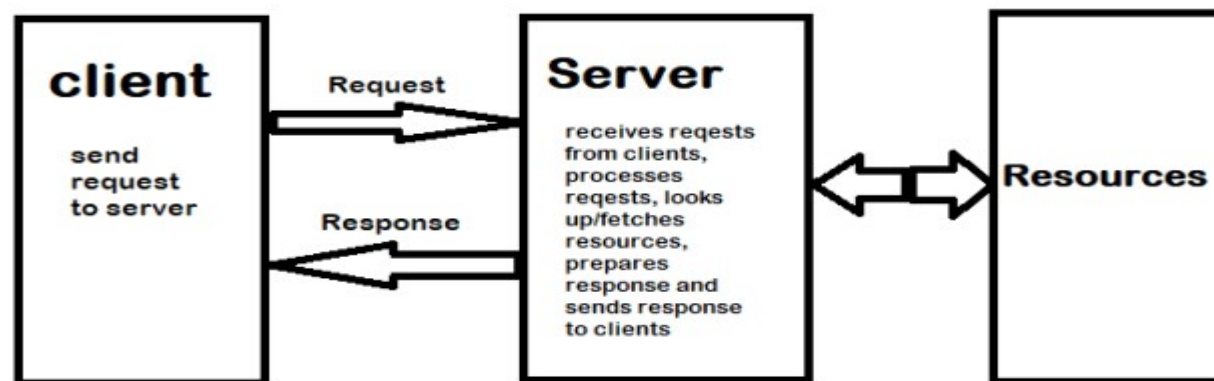 client
send
request
to server
Request
Response
Server
receives reqests
from clients,
processes
reqests, looks
up/fetches
resources,
prepares
response and
sends response
to clients
Resources